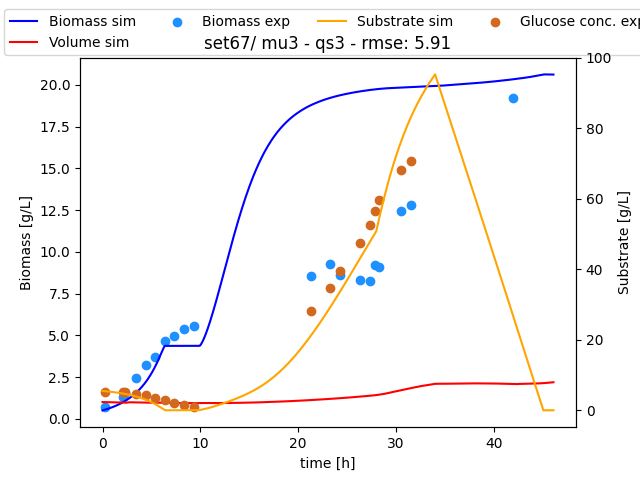 Biomass sim
Biomass exp
Substrate sim
Glucose conc. exp
Volume sim
set67/ mu3 - qs3 - rmse: 5.91
Biomass [g/L]
20.0
17.5
15.0
12.5
10.0
7.5
5.0
2.5
0.0
100
80
60
40
20
0
Substrate [g/L]
0 10 20 30 40
time [h]